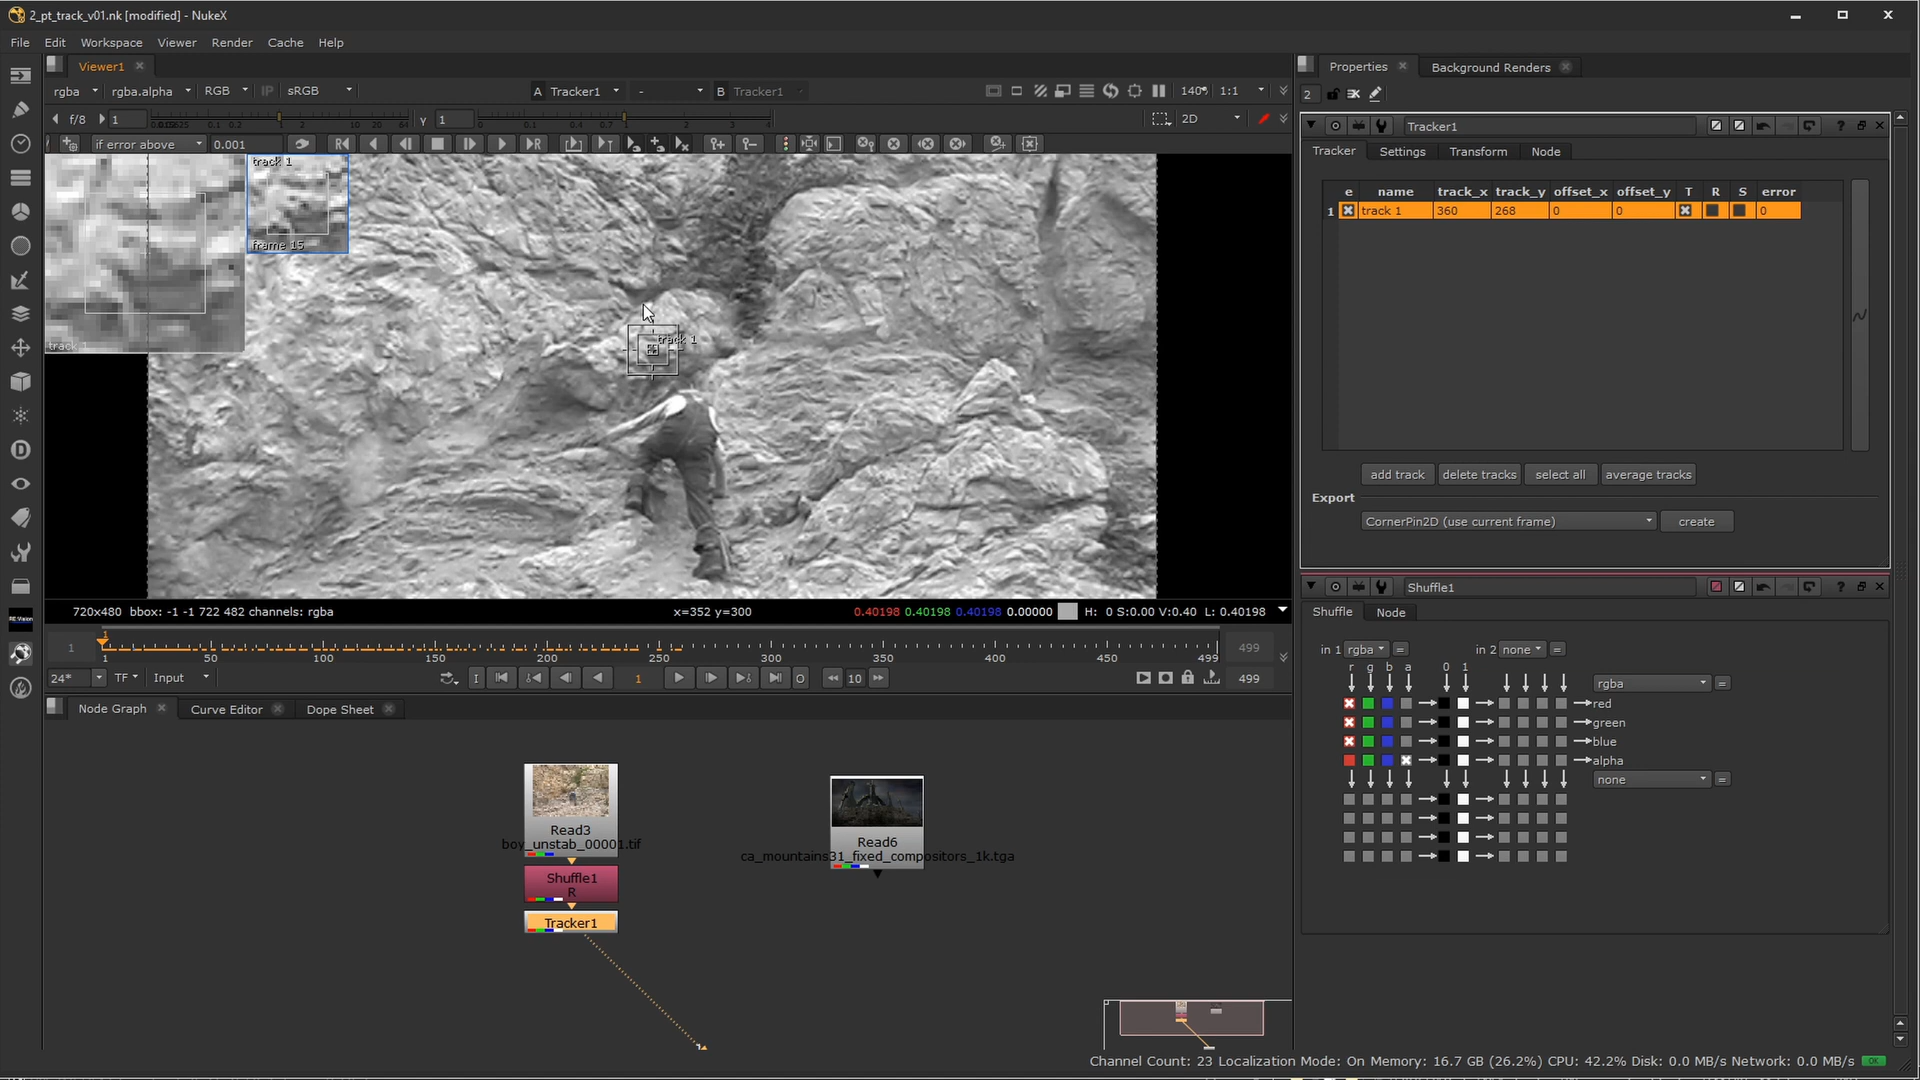 2_pt_track_v01.nk [modified] - NukeX
File Edit Workspace Viewer Render Cache Help
Viewer1
Properties Background Renders
rgba rgba.alpha RGB IP sRGB A Tracker1 - B Tracker1 140% 1:1
2
f/8 1 y 1 2D
if error above 0.001
Tracker1
Tracker Settings Transform Node
e name track_x track_y offset_x offset_y T R S error
1 track 1 360 268 0 0 0
track 1
frame 15
track 1
track 1
add track delete tracks select all average tracks
Export
CornerPin2D (use current frame) create
Shuffle1
Shuffle Node
720x480 bbox: -1 -1 722 482 channels: rgba x=352 y=300 0.40198 0.40198 0.40198 0.00000 H: 0 S:0.00 V:0.40 L: 0.40198
1 1 499
1 50 100 150 200 250 300 350 400 450 499
24* TF Input 1 10 499
in 1 rgba = in 2 none =
r g b a 0 1
rgba =
red
green
blue
alpha
none =
Node Graph Curve Editor Dope Sheet
Read3
boy_unstab_00001.tif
Shuffle1
R
Tracker1
Read6
ca_mountains31_fixed_compositors_1k.tga
Channel Count: 23 Localization Mode: On Memory: 16.7 GB (26.2%) CPU: 42.2% Disk: 0.0 MB/s Network: 0.0 MB/s